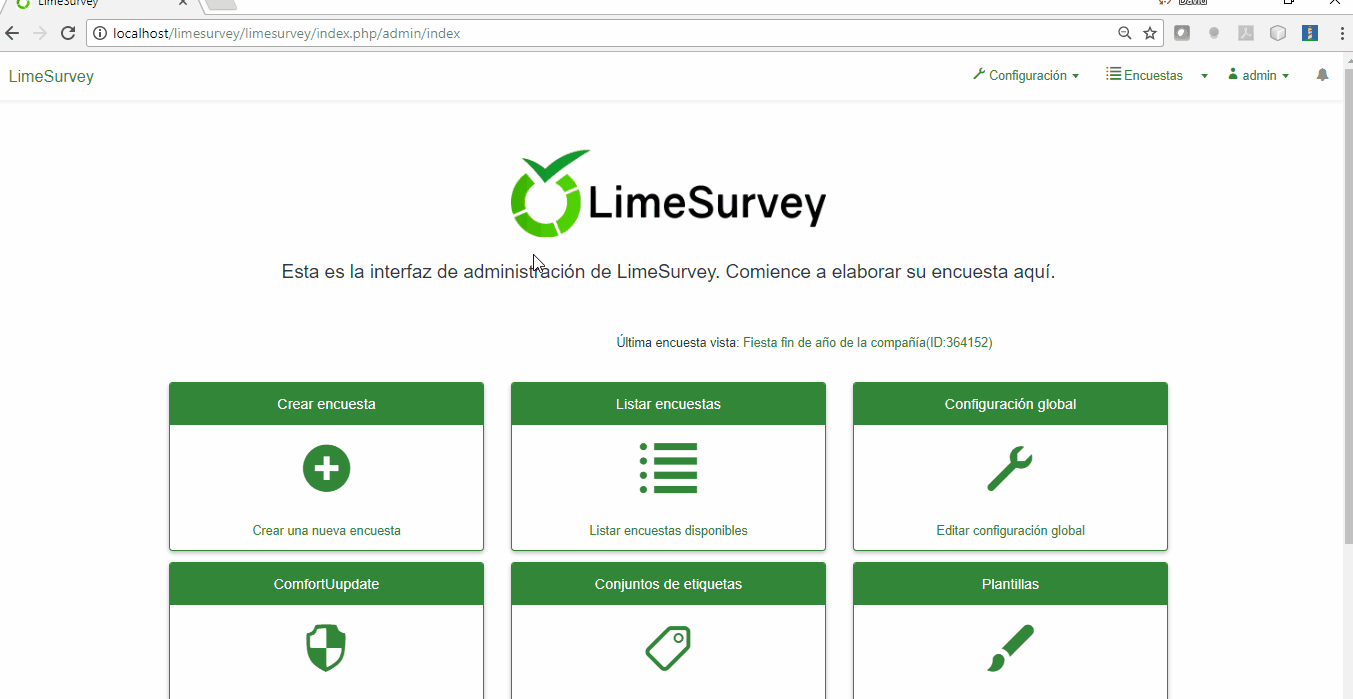 LimeSurvey
David
localhost/limesurvey/limesurvey/index.php/admin/index
LimeSurvey
Configuración
Encuestas
admin
LimeSurvey
Esta es la interfaz de administración de LimeSurvey. Comience a elaborar su encuesta aquí.
Última encuesta vista: Fiesta fin de año de la compañía(ID:364152)
Crear encuesta
Listar encuestas
Configuración global
Crear una nueva encuesta
Listar encuestas disponibles
Editar configuración global
ComfortUupdate
Conjuntos de etiquetas
Plantillas